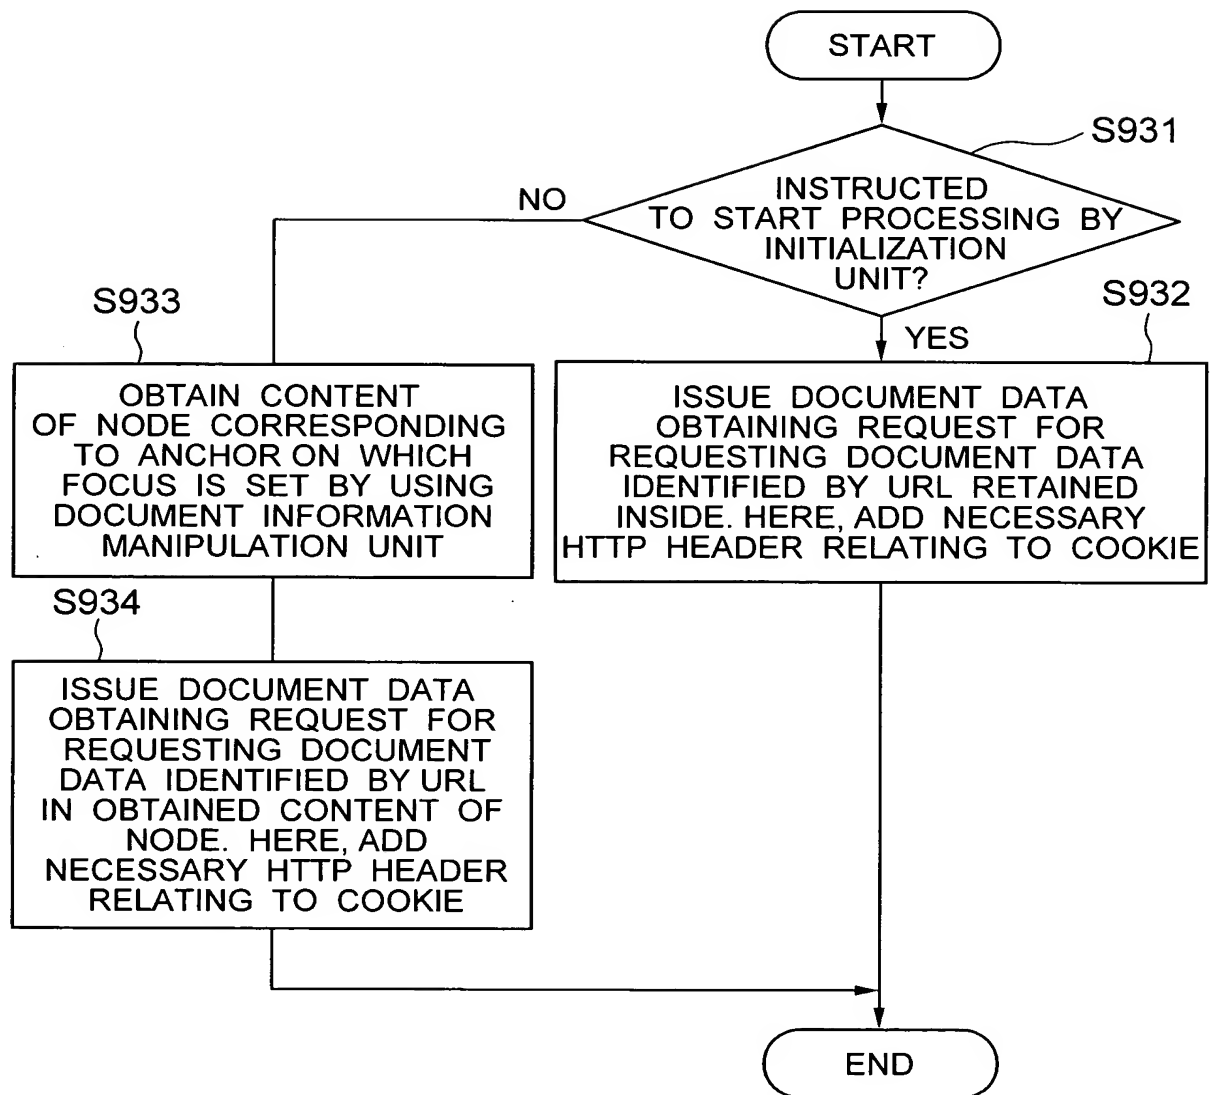 START
S931
INSTRUCTED
TO START PROCESSING BY
INITIALIZATION
UNIT?
NO
YES
S932
ISSUE DOCUMENT DATA
OBTAINING REQUEST FOR
REQUESTING DOCUMENT DATA
IDENTIFIED BY URL RETAINED
INSIDE. HERE, ADD NECESSARY
HTTP HEADER RELATING TO COOKIE
S933
OBTAIN CONTENT
OF NODE CORRESPONDING
TO ANCHOR ON WHICH
FOCUS IS SET BY USING
DOCUMENT INFORMATION
MANIPULATION UNIT
S934
ISSUE DOCUMENT DATA
OBTAINING REQUEST FOR
REQUESTING DOCUMENT
DATA IDENTIFIED BY URL
IN OBTAINED CONTENT OF
NODE. HERE, ADD
NECESSARY HTTP HEADER
RELATING TO COOKIE
END